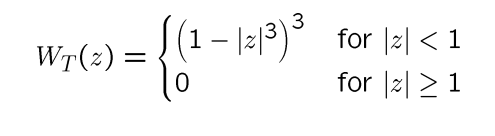 W_T(z) = { (1 − |z|³)³ for |z| < 1
0 for |z| ≥ 1